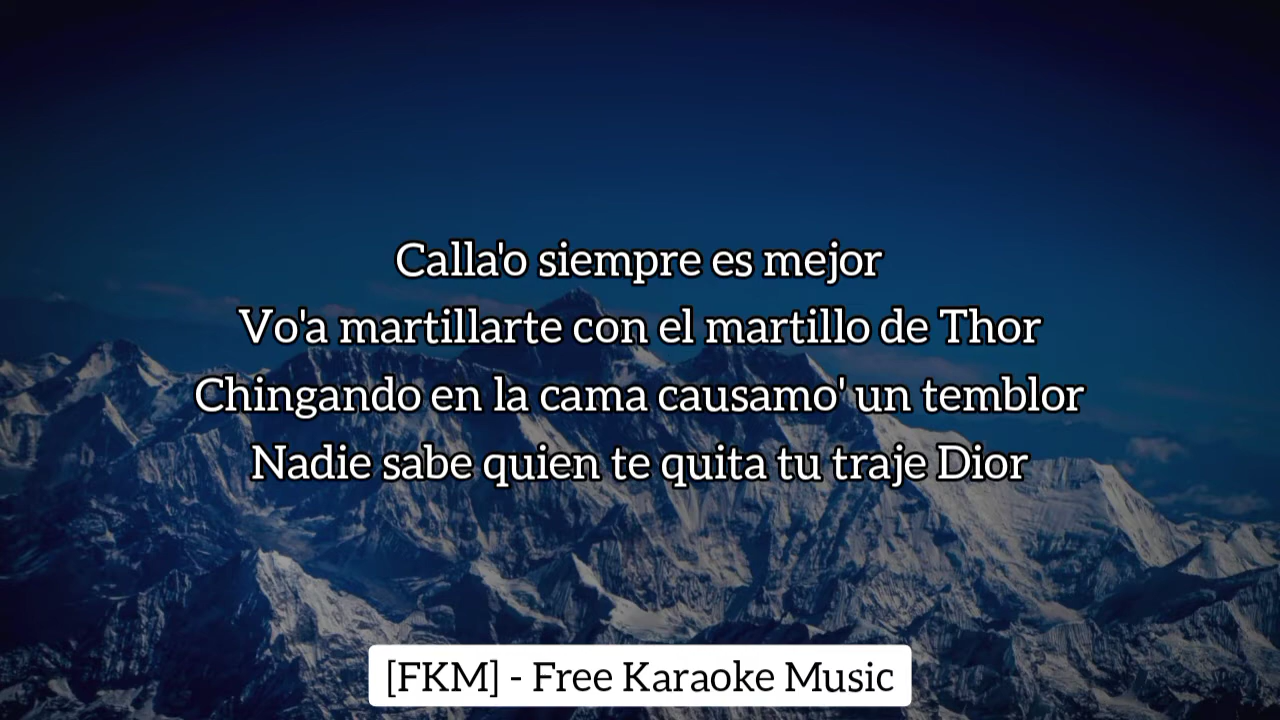 Calla'o siempre es mejor
Vo'a martillarte con el martillo de Thor
Chingando en la cama causamo' un temblor
Nadie sabe quien te quita tu traje Dior
[FKM] - Free Karaoke Music